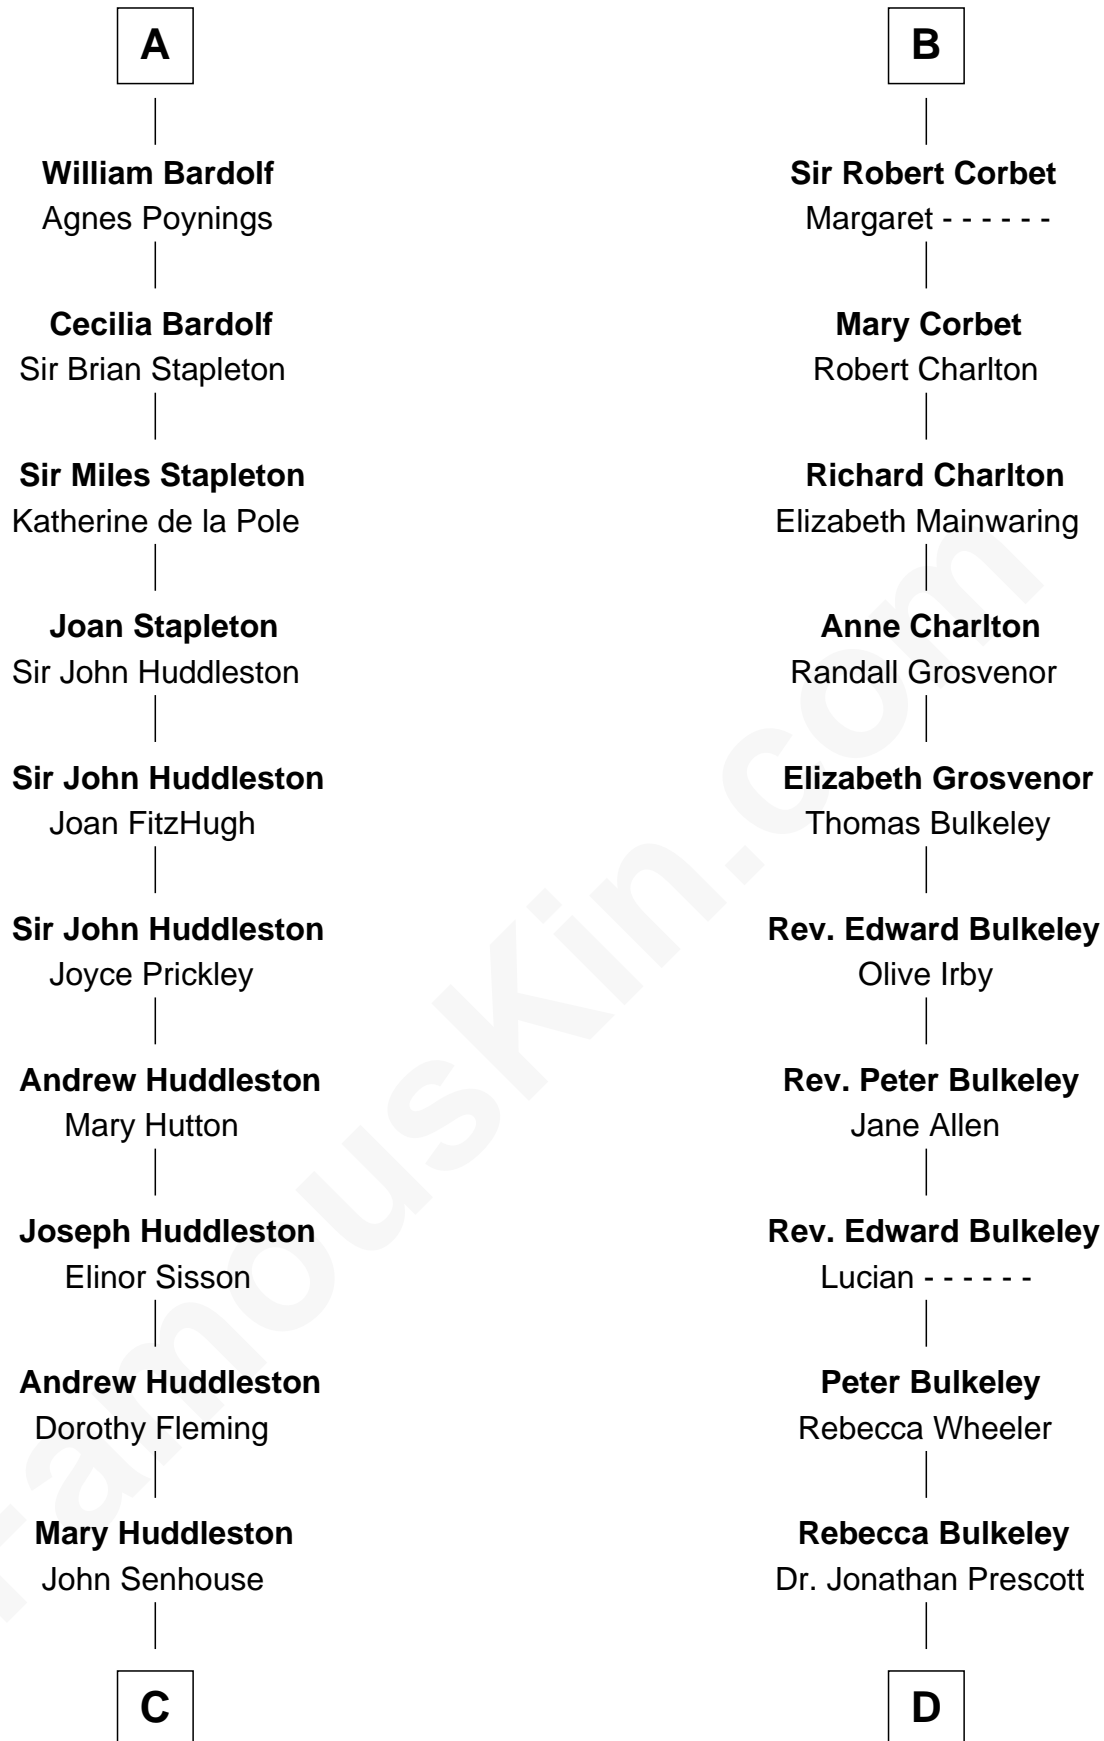 A
William Bardolf
Agnes Poynings
Cecilia Bardolf
Sir Brian Stapleton
Sir Miles Stapleton
Katherine de la Pole
Joan Stapleton
Sir John Huddleston
Sir John Huddleston
Joan FitzHugh
Sir John Huddleston
Joyce Prickley
Andrew Huddleston
Mary Hutton
Joseph Huddleston
Elinor Sisson
Andrew Huddleston
Dorothy Fleming
Mary Huddleston
John Senhouse
C
B
Sir Robert Corbet
Margaret - - - - - -
Mary Corbet
Robert Charlton
Richard Charlton
Elizabeth Mainwaring
Anne Charlton
Randall Grosvenor
Elizabeth Grosvenor
Thomas Bulkeley
Rev. Edward Bulkeley
Olive Irby
Rev. Peter Bulkeley
Jane Allen
Rev. Edward Bulkeley
Lucian - - - - - -
Peter Bulkeley
Rebecca Wheeler
Rebecca Bulkeley
Dr. Jonathan Prescott
D
FamousKin.com